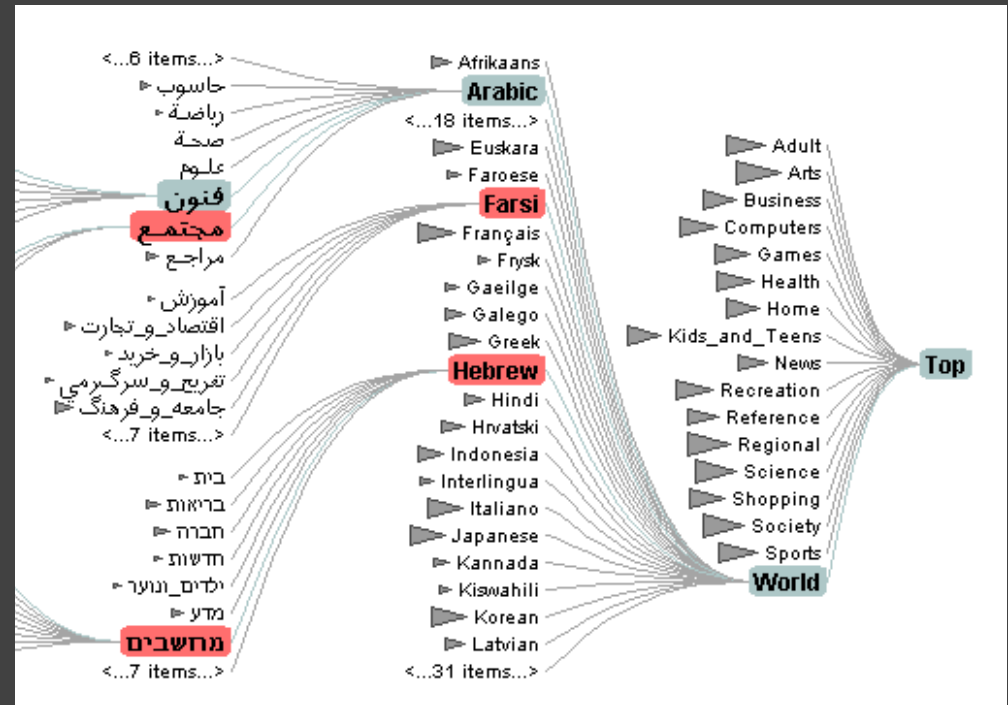 <...6 items...>
حاسوب
رياضة
صحة
علوم
فنون
مجتمع
مراجع
آموزش
اقتصاد_و_تجارت
بازار_و_خرید
تفریح_و_سرگرمي
جامعه_و_فرهنگ
<...7 items...>
בית
בריאות
חברה
חדשות
ילדים_ונוער
מדע
מחשבים
<...7 items...>
Afrikaans
Arabic
<...18 items...>
Euskara
Faroese
Farsi
Français
Frysk
Gaeilge
Galego
Greek
Hebrew
Hindi
Hrvatski
Indonesia
Interlingua
Italiano
Japanese
Kannada
Kiswahili
Korean
Latvian
<...31 items...>
Adult
Arts
Business
Computers
Games
Health
Home
Kids_and_Teens
News
Recreation
Reference
Regional
Science
Shopping
Society
Sports
World
Top